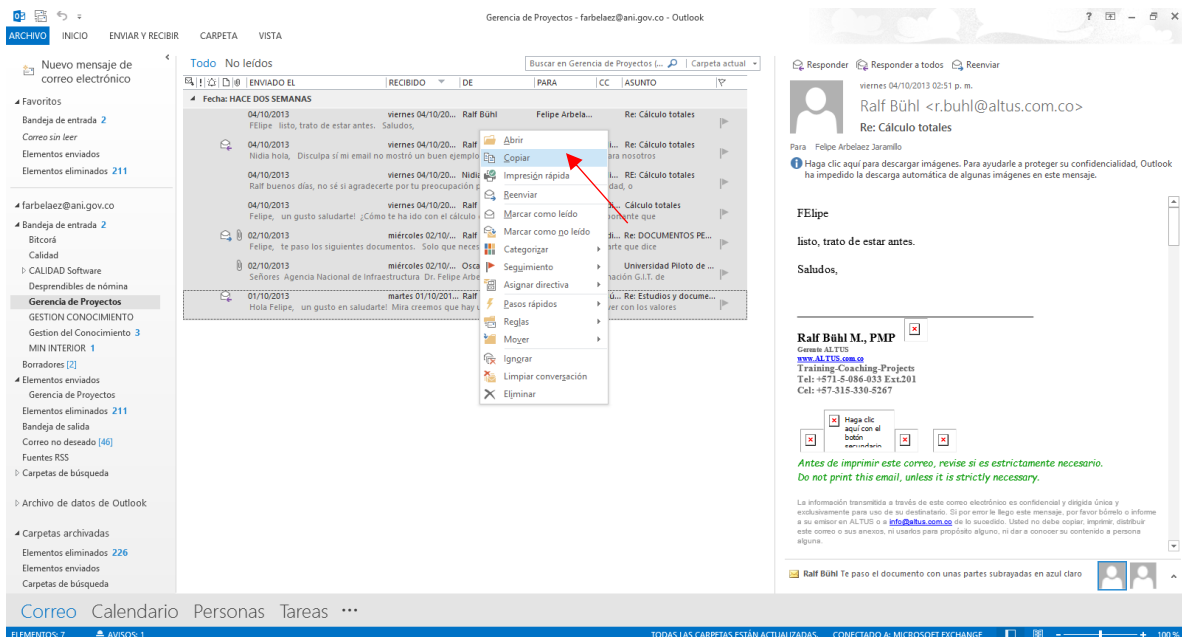 Gerencia de Proyectos - farbelaez@ani.gov.co - Outlook
ARCHIVO INICIO ENVIAR Y RECIBIR CARPETA VISTA
Nuevo mensaje de
correo electrónico
Favoritos
Bandeja de entrada 2
Correo sin leer
Elementos enviados
Elementos eliminados 211
farbelaez@ani.gov.co
Bandeja de entrada 2
Bitcorá
Calidad
CALIDAD Software
Desprendibles de nómina
Gerencia de Proyectos
GESTION CONOCIMIENTO
Gestion del Conocimiento 3
MIN INTERIOR 1
Borradores [2]
Elementos enviados
Gerencia de Proyectos
Elementos eliminados 211
Bandeja de salida
Correo no deseado [46]
Fuentes RSS
Carpetas de búsqueda
Archivo de datos de Outlook
Carpetas archivadas
Elementos eliminados 226
Elementos enviados
Carpetas de búsqueda
Todo No leídos
Buscar en Gerencia de Proyectos (... Carpeta actual
ENVIADO EL RECIBIDO DE PARA CC ASUNTO
Fecha: HACE DOS SEMANAS
04/10/2013 viernes 04/10/20... Ralf Bühl Felipe Arbela... Re: Cálculo totales
FElipe listo, trato de estar antes. Saludos,
04/10/2013 viernes 04/10/20... Ralf i... Re: Cálculo totales
Nidia hola, Disculpa sí mi email no mostró un buen ejemplo ara nosotros
04/10/2013 viernes 04/10/20... Nidia i... RE: Cálculo totales
Ralf buenos días, no sé si agradecerte por tu preocupación p dad, o
04/10/2013 viernes 04/10/20... Ralf i... Cálculo totales
Felipe, un gusto saludarte! ¿Cómo te ha ido con el cálculo ortante que
02/10/2013 miércoles 02/10/... Ralf di... Re: DOCUMENTOS PE...
Felipe, te paso los siguientes documentos. Solo que neces arte que dice
02/10/2013 miércoles 02/10/... Osca Universidad Piloto de ...
Señores Agencia Nacional de Infraestructura Dr. Felipe Arbe nación G.I.T. de
01/10/2013 martes 01/10/201... Ralf ú... Re: Estudios y docume...
Hola Felipe, un gusto en saludarte! Mira creemos que hay u ver con los valores
Abrir
Copiar
Impresión rápida
Reenviar
Marcar como leído
Marcar como no leído
Categorizar
Seguimiento
Asignar directiva
Pasos rápidos
Reglas
Mover
Ignorar
Limpiar conversación
Eliminar
Responder Responder a todos Reenviar
viernes 04/10/2013 02:51 p. m.
Ralf Bühl <r.buhl@altus.com.co>
Re: Cálculo totales
Para Felipe Arbelaez Jaramillo
Haga clic aquí para descargar imágenes. Para ayudarle a proteger su confidencialidad, Outlook
ha impedido la descarga automática de algunas imágenes en este mensaje.
FElipe
listo, trato de estar antes.
Saludos,
Ralf Bühl M., PMP
Gerente ALTUS
www.ALTUS.com.co
Training-Coaching-Projects
Tel: +571-5-086-033 Ext.201
Cel: +57-315-330-5267
Haga clic
aquí con el
botón
secundario
Antes de imprimir este correo, revise si es estrictamente necesario.
Do not print this email, unless it is strictly necessary.
La información transmitida a través de este correo electrónico es confidencial y dirigida única y
exclusivamente para uso de su destinatario. Si por error le llego este mensaje, por favor bórrelo o informe
a su emisor en ALTUS o a info@altus.com.co de lo sucedido. Usted no debe copiar, imprimir, distribuir
este correo o sus anexos, ni usarlos para propósito alguno, ni dar a conocer su contenido a persona
alguna.
Ralf Bühl Te paso el documento con unas partes subrayadas en azul claro
Correo Calendario Personas Tareas ...
ELEMENTOS: 7 AVISOS: 1 TODAS LAS CARPETAS ESTÁN ACTUALIZADAS. CONECTADO A: MICROSOFT EXCHANGE 100 %